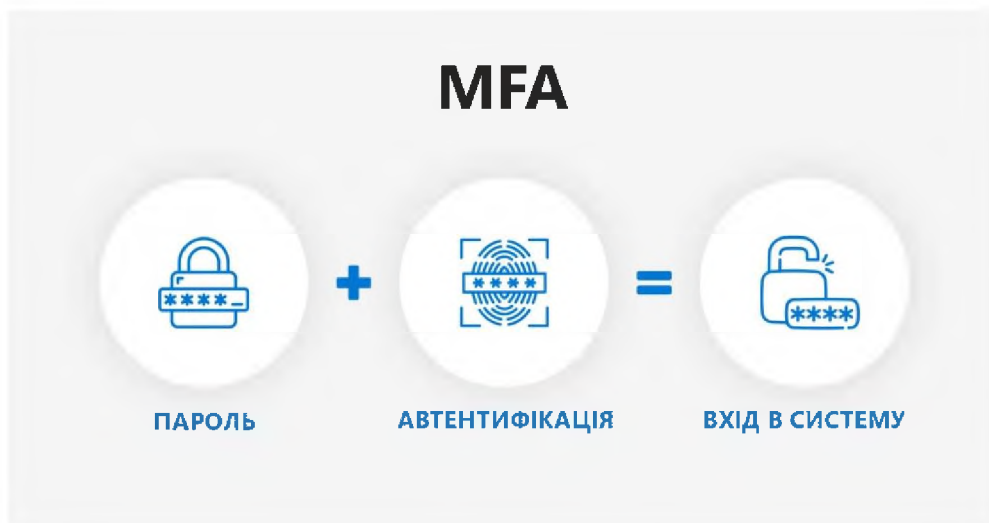 MFA
****_
****
****
ПАРОЛЬ
АВТЕНТИФІКАЦІЯ
ВХІД В СИСТЕМУ